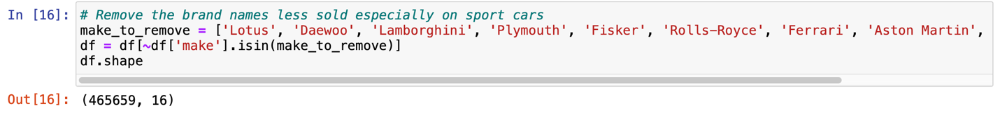 In [16]: # Remove the brand names less sold especially on sport cars
make_to_remove = ['Lotus', 'Daewoo', 'Lamborghini', 'Plymouth', 'Fisker', 'Rolls-Royce', 'Ferrari', 'Aston Martin',
df = df[~df['make'].isin(make_to_remove)]
df.shape
Out[16]: (465659, 16)